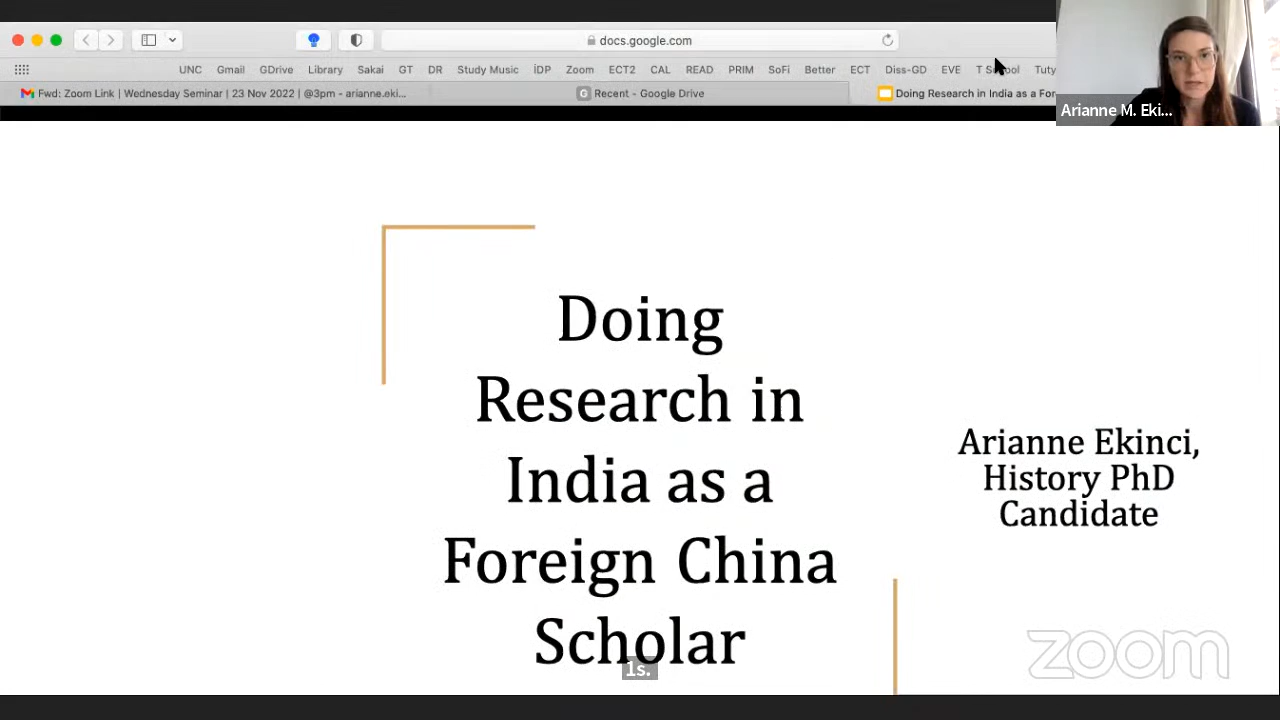 docs.google.com
UNC Gmail GDrive Library Sakai GT DR Study Music İDP Zoom ECT2 CAL READ PRIM SoFi Better ECT Diss-GD EVE Tuty
Fwd: Zoom Link | Wednesday Seminar | 23 Nov 2022 | @3pm - arianne.eki...
Recent - Google Drive
Doing Research in India as a For
Arianne M. Eki...
Doing
Research in
India as a
Foreign China
Scholar
Arianne Ekinci,
History PhD
Candidate
1s.
zoom